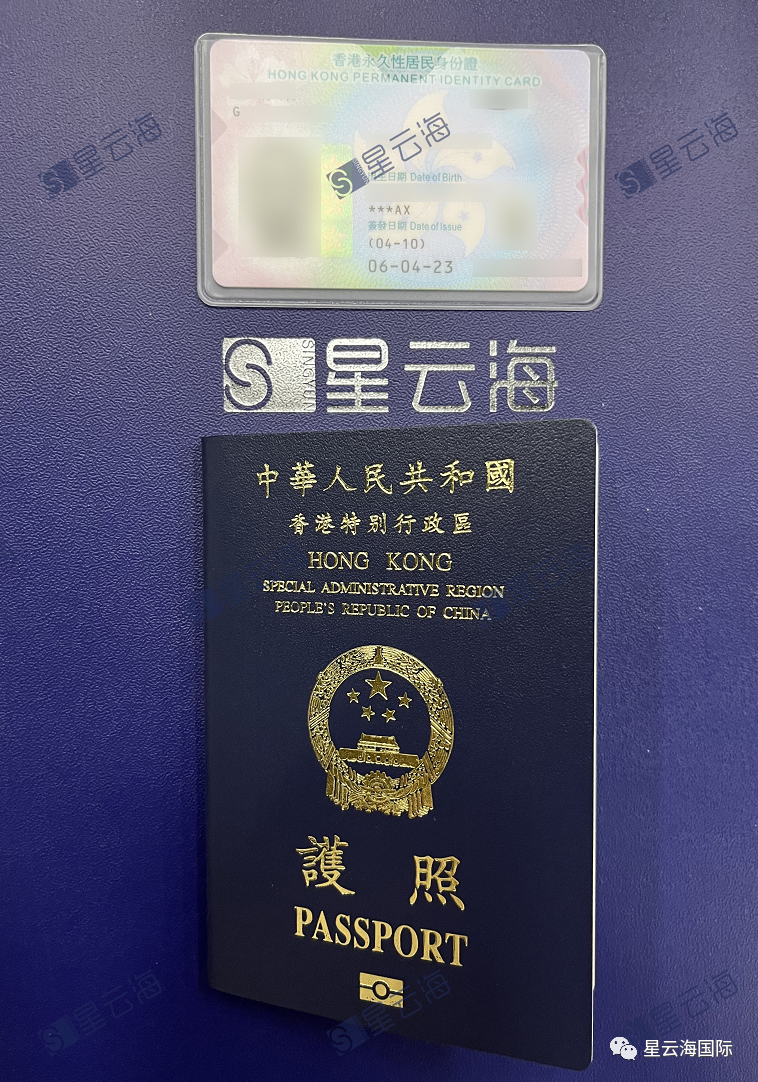 香港永久性居民身份證
HONG KONG PERMANENT IDENTITY CARD
G
星云海
星云海
星云海
出生日期 Date of Birth
***AX
簽發日期 Date of Issue
(04-10)
06-04-23
S SINGYUN 星云海
中華人民共和國
香港特別行政區
HONG KONG
SPECIAL ADMINISTRATIVE REGION
PEOPLE'S REPUBLIC OF CHINA
護照
PASSPORT
星云海
星云海
星云海
星云海国际